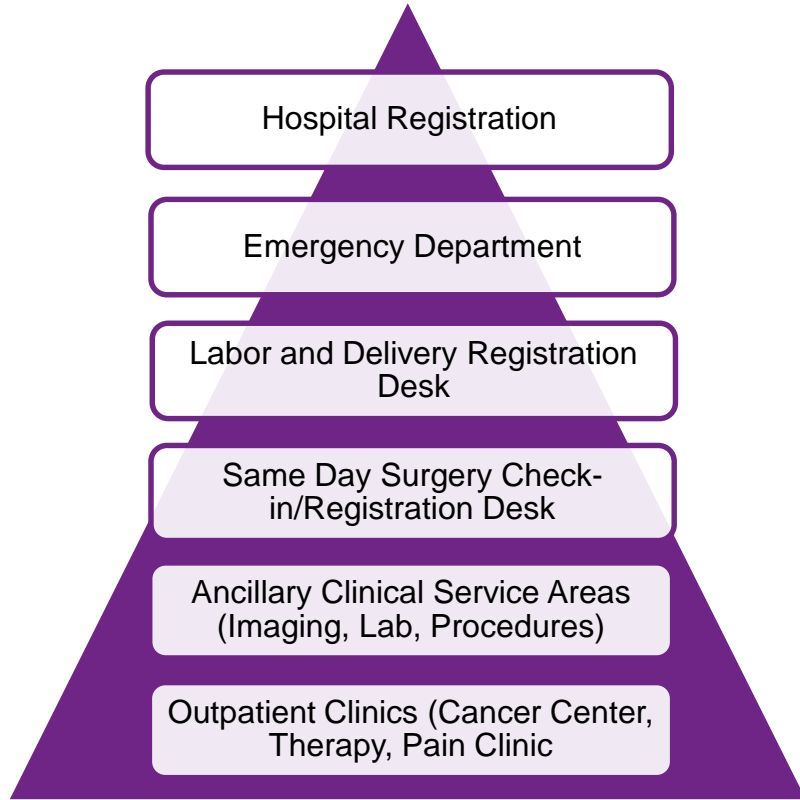 Hospital Registration
Emergency Department
Labor and Delivery Registration
Desk
Same Day Surgery Check-
in/Registration Desk
Ancillary Clinical Service Areas
(Imaging, Lab, Procedures)
Outpatient Clinics (Cancer Center,
Therapy, Pain Clinic